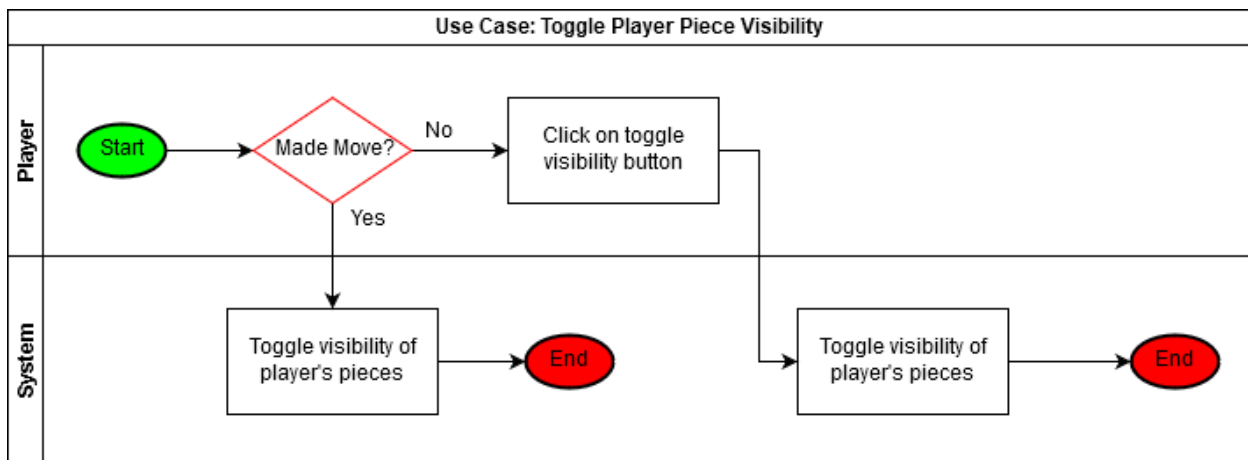 Use Case: Toggle Player Piece Visibility
Player
Start
Made Move?
No
Click on toggle
visibility button
Yes
System
Toggle visibility of
player's pieces
End
Toggle visibility of
player's pieces
End